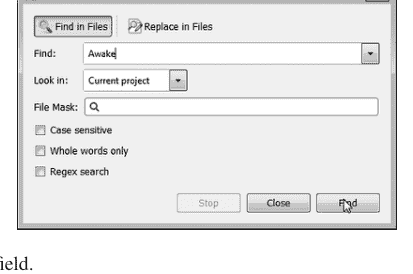 Find in Files Replace in Files
Find: Awake
Look in: Current project
File Mask:
Case sensitive
Whole words only
Regex search
Stop Close Find
field.